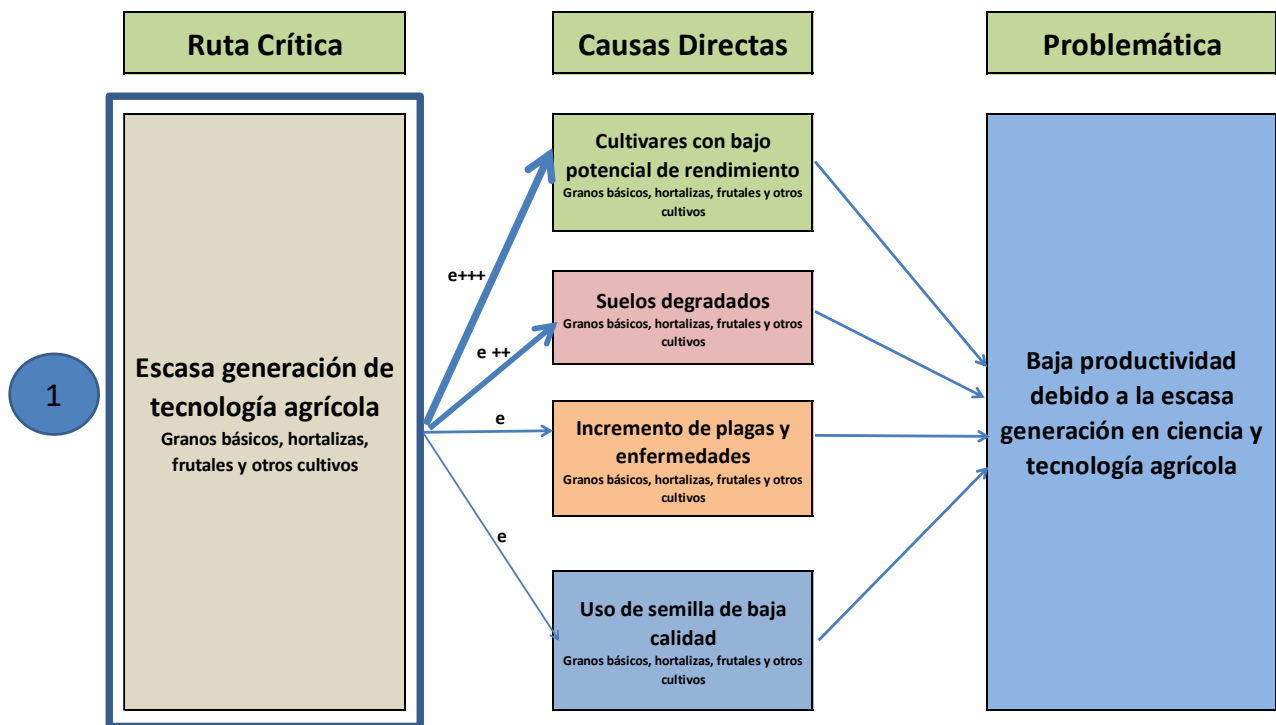 Ruta Crítica
Causas Directas
Problemática
1
Escasa generación de
tecnología agrícola
Granos básicos, hortalizas,
frutales y otros cultivos
e+++
e ++
e
e
Cultivares con bajo
potencial de rendimiento
Granos básicos, hortalizas, frutales y otros
cultivos
Suelos degradados
Granos básicos, hortalizas, frutales y otros
cultivos
Incremento de plagas y
enfermedades
Granos básicos, hortalizas, frutales y otros
cultivos
Uso de semilla de baja
calidad
Granos básicos, hortalizas, frutales y otros
cultivos
Baja productividad
debido a la escasa
generación en ciencia y
tecnología agrícola